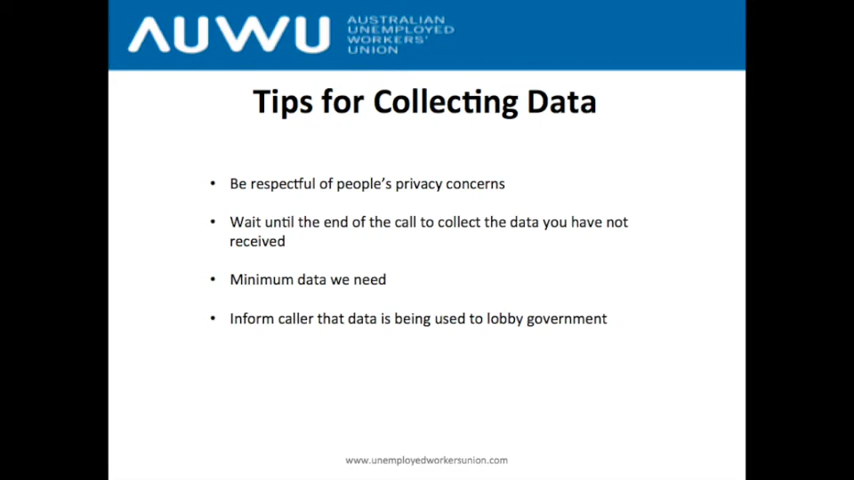 AUWU
AUSTRALIAN
UNEMPLOYED
WORKERS'
UNION
Tips for Collecting Data
• Be respectful of people's privacy concerns
• Wait until the end of the call to collect the data you have not
received
• Minimum data we need
• Inform caller that data is being used to lobby government
www.unemployedworkersunion.com